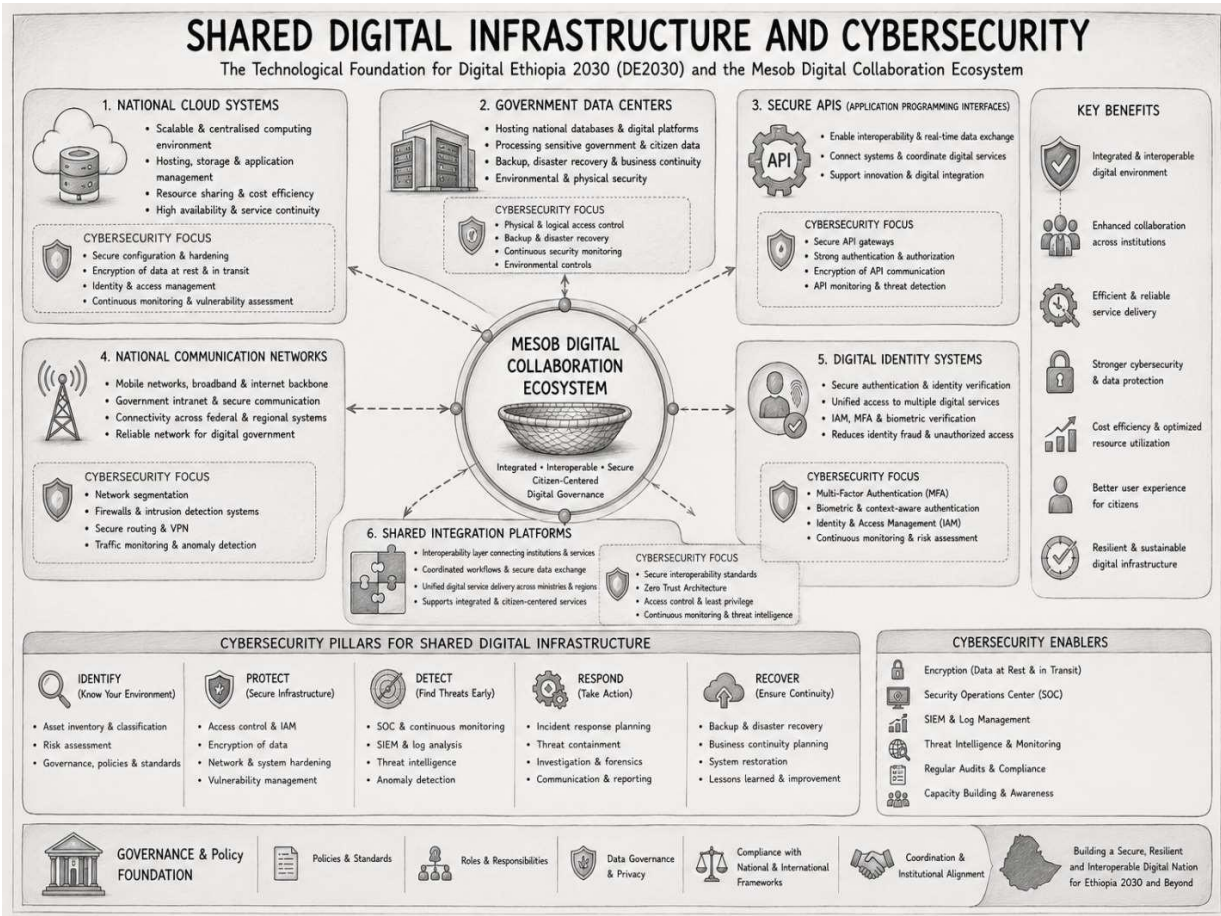 SHARED DIGITAL INFRASTRUCTURE AND CYBERSECURITY
The Technological Foundation for Digital Ethiopia 2030 (DE2030) and the Mesob Digital Collaboration Ecosystem
1. NATIONAL CLOUD SYSTEMS
• Scalable & centralised computing
environment
• Hosting, storage & application
management
• Resource sharing & cost efficiency
• High availability & service continuity
CYBERSECURITY FOCUS
• Secure configuration & hardening
• Encryption of data at rest & in transit
• Identity & access management
• Continuous monitoring & vulnerability assessment
2. GOVERNMENT DATA CENTERS
• Hosting national databases & digital platforms
• Processing sensitive government & citizen data
• Backup, disaster recovery & business continuity
• Environmental & physical security
CYBERSECURITY FOCUS
• Physical & logical access control
• Backup & disaster recovery
• Continuous security monitoring
• Environmental controls
3. SECURE APIS (APPLICATION PROGRAMMING INTERFACES)
API
• Enable interoperability & real-time data exchange
• Connect systems & coordinate digital services
• Support innovation & digital integration
CYBERSECURITY FOCUS
• Secure API gateways
• Strong authentication & authorization
• Encryption of API communication
• API monitoring & threat detection
KEY BENEFITS
Integrated & interoperable
digital environment
Enhanced collaboration
across institutions
Efficient & reliable
service delivery
Stronger cybersecurity
& data protection
Cost efficiency & optimized
resource utilization
Better user experience
for citizens
Resilient & sustainable
digital infrastructure
4. NATIONAL COMMUNICATION NETWORKS
• Mobile networks, broadband & internet backbone
• Government intranet & secure communication
• Connectivity across federal & regional systems
• Reliable network for digital government
CYBERSECURITY FOCUS
• Network segmentation
• Firewalls & intrusion detection systems
• Secure routing & VPN
• Traffic monitoring & anomaly detection
MESOB DIGITAL
COLLABORATION
ECOSYSTEM
Integrated • Interoperable • Secure
Citizen-Centered
Digital Governance
5. DIGITAL IDENTITY SYSTEMS
• Secure authentication & identity verification
• Unified access to multiple digital services
• IAM, MFA & biometric verification
• Reduces identity fraud & unauthorized access
CYBERSECURITY FOCUS
• Multi-Factor Authentication (MFA)
• Biometric & context-aware authentication
• Identity & Access Management (IAM)
• Continuous monitoring & risk assessment
6. SHARED INTEGRATION PLATFORMS
• Interoperability layer connecting institutions & services
• Coordinated workflows & secure data exchange
• Unified digital service delivery across ministries & regions
• Supports integrated & citizen-centered services
CYBERSECURITY FOCUS
• Secure interoperability standards
• Zero Trust Architecture
• Access control & least privilege
• Continuous monitoring & threat intelligence
CYBERSECURITY PILLARS FOR SHARED DIGITAL INFRASTRUCTURE
IDENTIFY
(Know Your Environment)
• Asset inventory & classification
• Risk assessment
• Governance, policies & standards
PROTECT
(Secure Infrastructure)
• Access control & IAM
• Encryption of data
• Network & system hardening
• Vulnerability management
DETECT
(Find Threats Early)
• SOC & continuous monitoring
• SIEM & log analysis
• Threat intelligence
• Anomaly detection
RESPOND
(Take Action)
• Incident response planning
• Threat containment
• Investigation & forensics
• Communication & reporting
RECOVER
(Ensure Continuity)
• Backup & disaster recovery
• Business continuity planning
• System restoration
• Lessons learned & improvement
CYBERSECURITY ENABLERS
Encryption (Data at Rest & in Transit)
Security Operations Center (SOC)
SIEM & Log Management
Threat Intelligence & Monitoring
Regular Audits & Compliance
Capacity Building & Awareness
GOVERNANCE & Policy
FOUNDATION
Policies & Standards
Roles & Responsibilities
Data Governance
& Privacy
Compliance with
National & International
Frameworks
Coordination &
Institutional Alignment
Building a Secure, Resilient
and Interoperable Digital Nation
for Ethiopia 2030 and Beyond